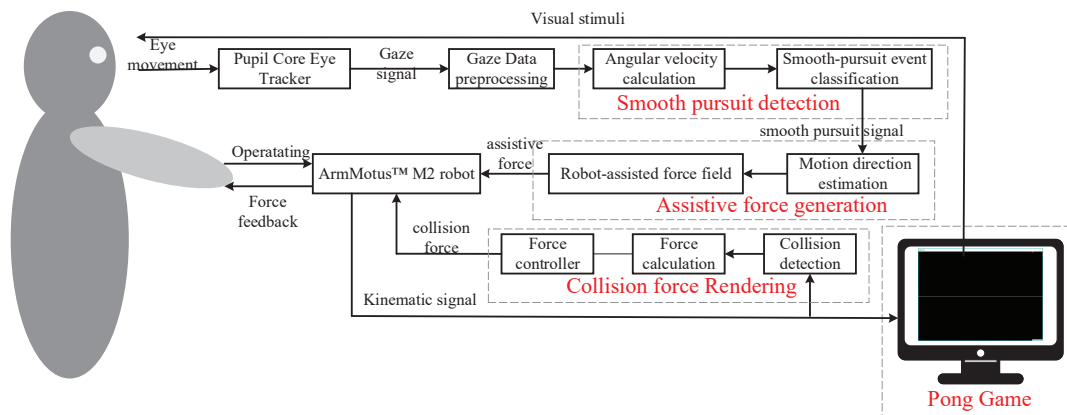 Visual stimuli
Eye
movement
Pupil Core Eye
Tracker
Gaze
signal
Gaze Data
preprocessing
Angular velocity
calculation
Smooth-pursuit event
classification
Smooth pursuit detection
smooth pursuit signal
Operatating
Force
feedback
ArmMotus™ M2 robot
assistive
force
Robot-assisted force field
Motion direction
estimation
Assistive force generation
collision
force
Force
controller
Force
calculation
Collision
detection
Collision force Rendering
Kinematic signal
Pong Game